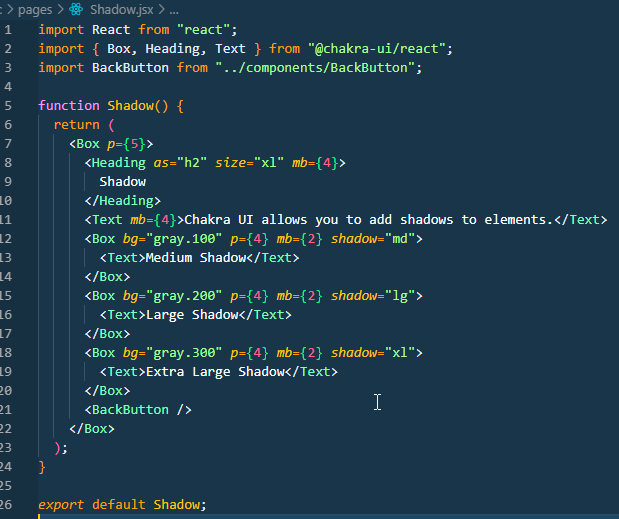 : > pages > Shadow.jsx > ...
1 import React from "react";
2 import { Box, Heading, Text } from "@chakra-ui/react";
3 import BackButton from "../components/BackButton";
4
5 function Shadow() {
6   return (
7     <Box p={5}>
8       <Heading as="h2" size="xl" mb={4}>
9         Shadow
10       </Heading>
11       <Text mb={4}>Chakra UI allows you to add shadows to elements.</Text>
12       <Box bg="gray.100" p={4} mb={2} shadow="md">
13         <Text>Medium Shadow</Text>
14       </Box>
15       <Box bg="gray.200" p={4} mb={2} shadow="lg">
16         <Text>Large Shadow</Text>
17       </Box>
18       <Box bg="gray.300" p={4} mb={2} shadow="xl">
19         <Text>Extra Large Shadow</Text>
20       </Box>
21       <BackButton />
22     </Box>
23   );
24 }
25
26 export default Shadow;